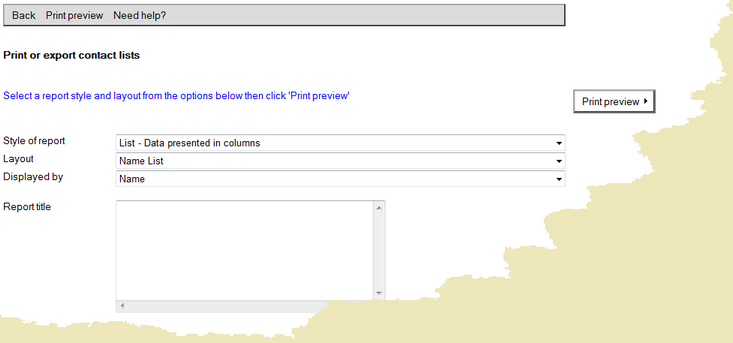 Back Print preview Need help?
Print or export contact lists
Select a report style and layout from the options below then click 'Print preview'
Print preview
Style of report List - Data presented in columns
Layout Name List
Displayed by Name
Report title